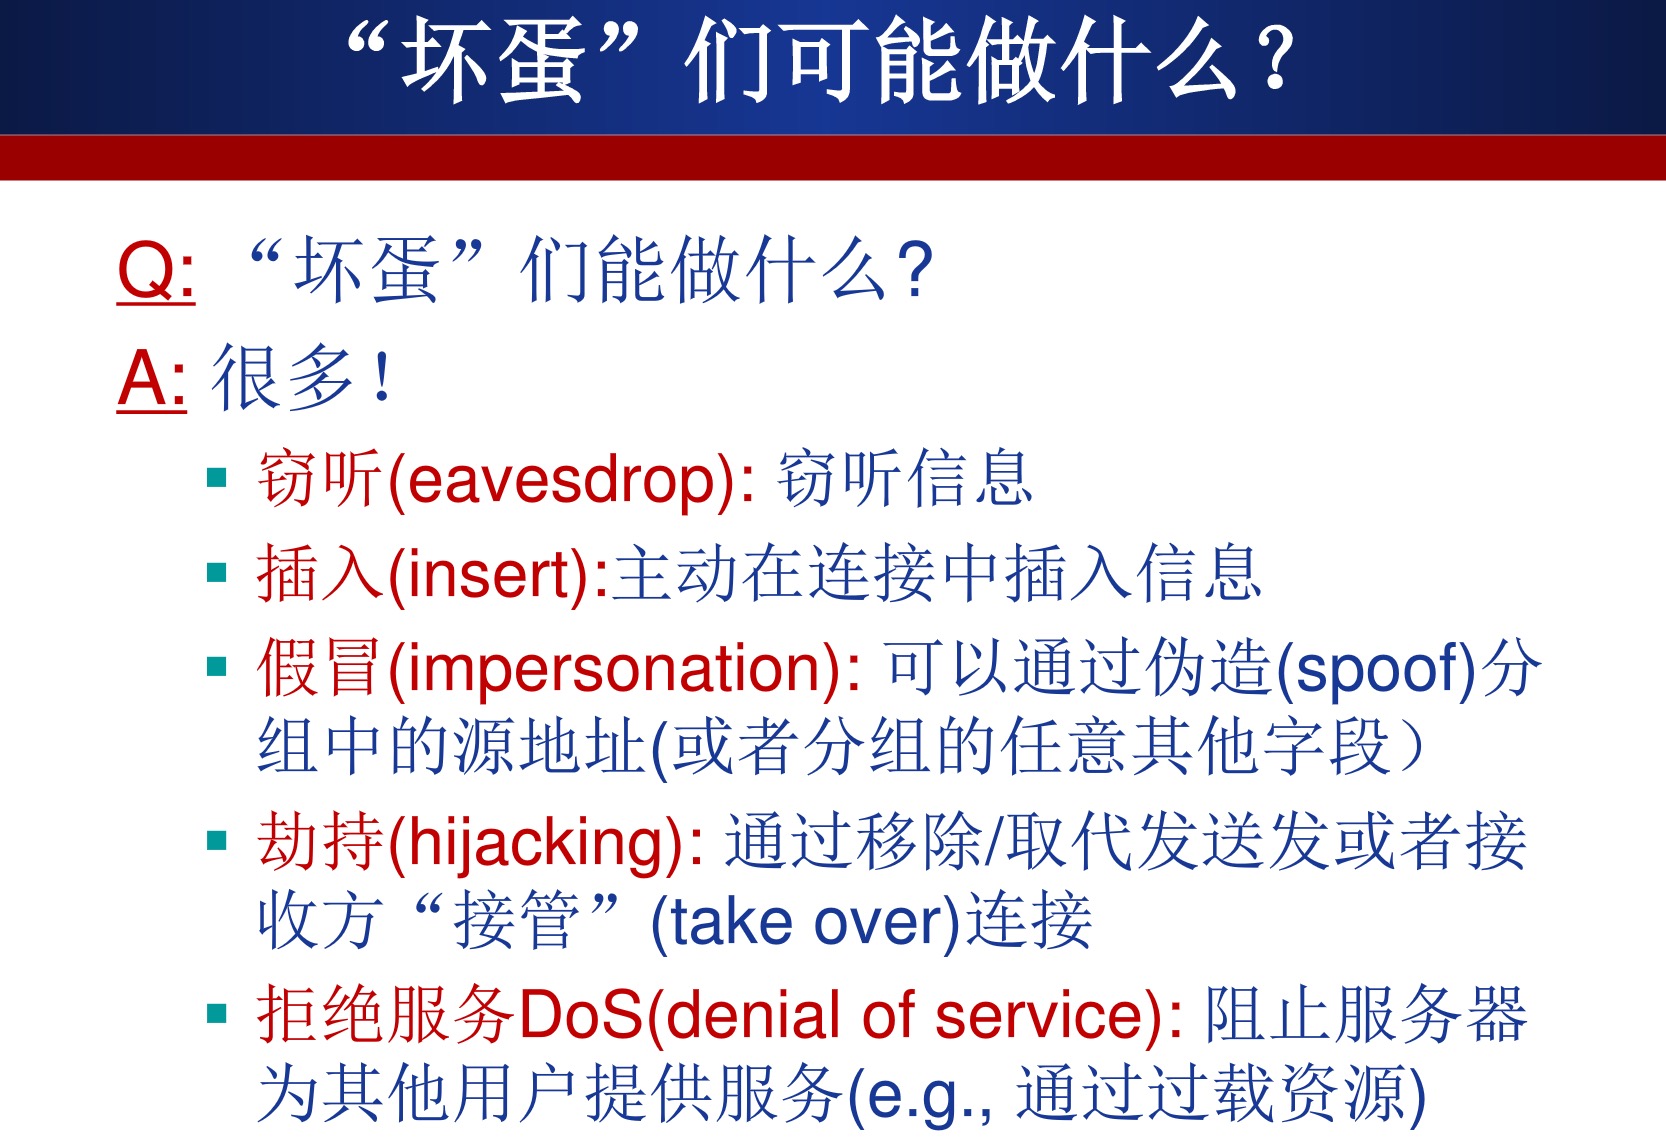 “坏蛋”们可能做什么？
Q: “坏蛋”们能做什么?
A: 很多！
▪ 窃听(eavesdrop): 窃听信息
▪ 插入(insert):主动在连接中插入信息
▪ 假冒(impersonation): 可以通过伪造(spoof)分
组中的源地址(或者分组的任意其他字段）
▪ 劫持(hijacking): 通过移除/取代发送发或者接
收方“接管”(take over)连接
▪ 拒绝服务DoS(denial of service): 阻止服务器
为其他用户提供服务(e.g., 通过过载资源)